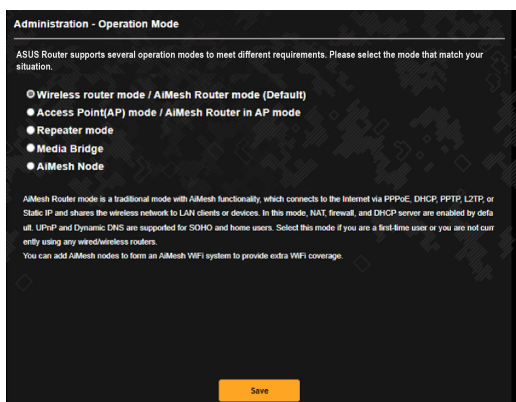 Administration - Operation Mode
ASUS Router supports several operation modes to meet different requirements. Please select the mode that match your
situation.
Wireless router mode / AiMesh Router mode (Default)
Access Point(AP) mode / AiMesh Router in AP mode
Repeater mode
Media Bridge
AiMesh Node
AiMesh Router mode is a traditional mode with AiMesh functionality, which connects to the Internet via PPPoE, DHCP, PPTP, L2TP, or
Static IP and shares the wireless network to LAN clients or devices. In this mode, NAT, firewall, and DHCP server are enabled by defa
ult. UPnP and Dynamic DNS are supported for SOHO and home users. Select this mode if you are a first-time user or you are not curr
ently using any wired/wireless routers.
You can add AiMesh nodes to form an AiMesh WiFi system to provide extra WiFi coverage.
Save